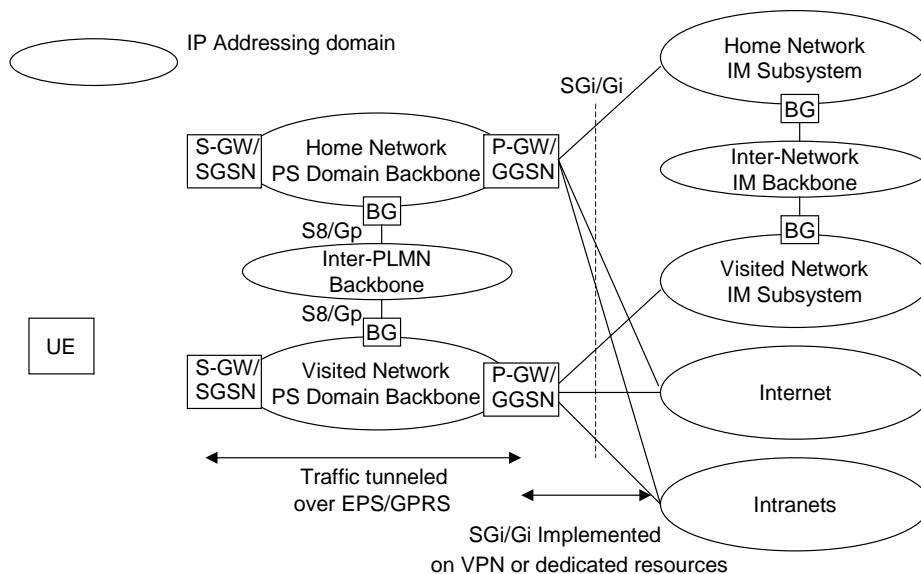 IP Addressing domain
Home Network
IM Subsystem
SGi/Gi
BG
S-GW/
SGSN
Home Network
PS Domain Backbone
P-GW/
GGSN
Inter-Network
IM Backbone
BG
S8/Gp
BG
Inter-PLMN
Backbone
Visited Network
IM Subsystem
S8/Gp
BG
UE
S-GW/
SGSN
Visited Network
PS Domain Backbone
P-GW/
GGSN
Internet
Traffic tunneled
over EPS/GPRS
Intranets
SGi/Gi Implemented
on VPN or dedicated resources